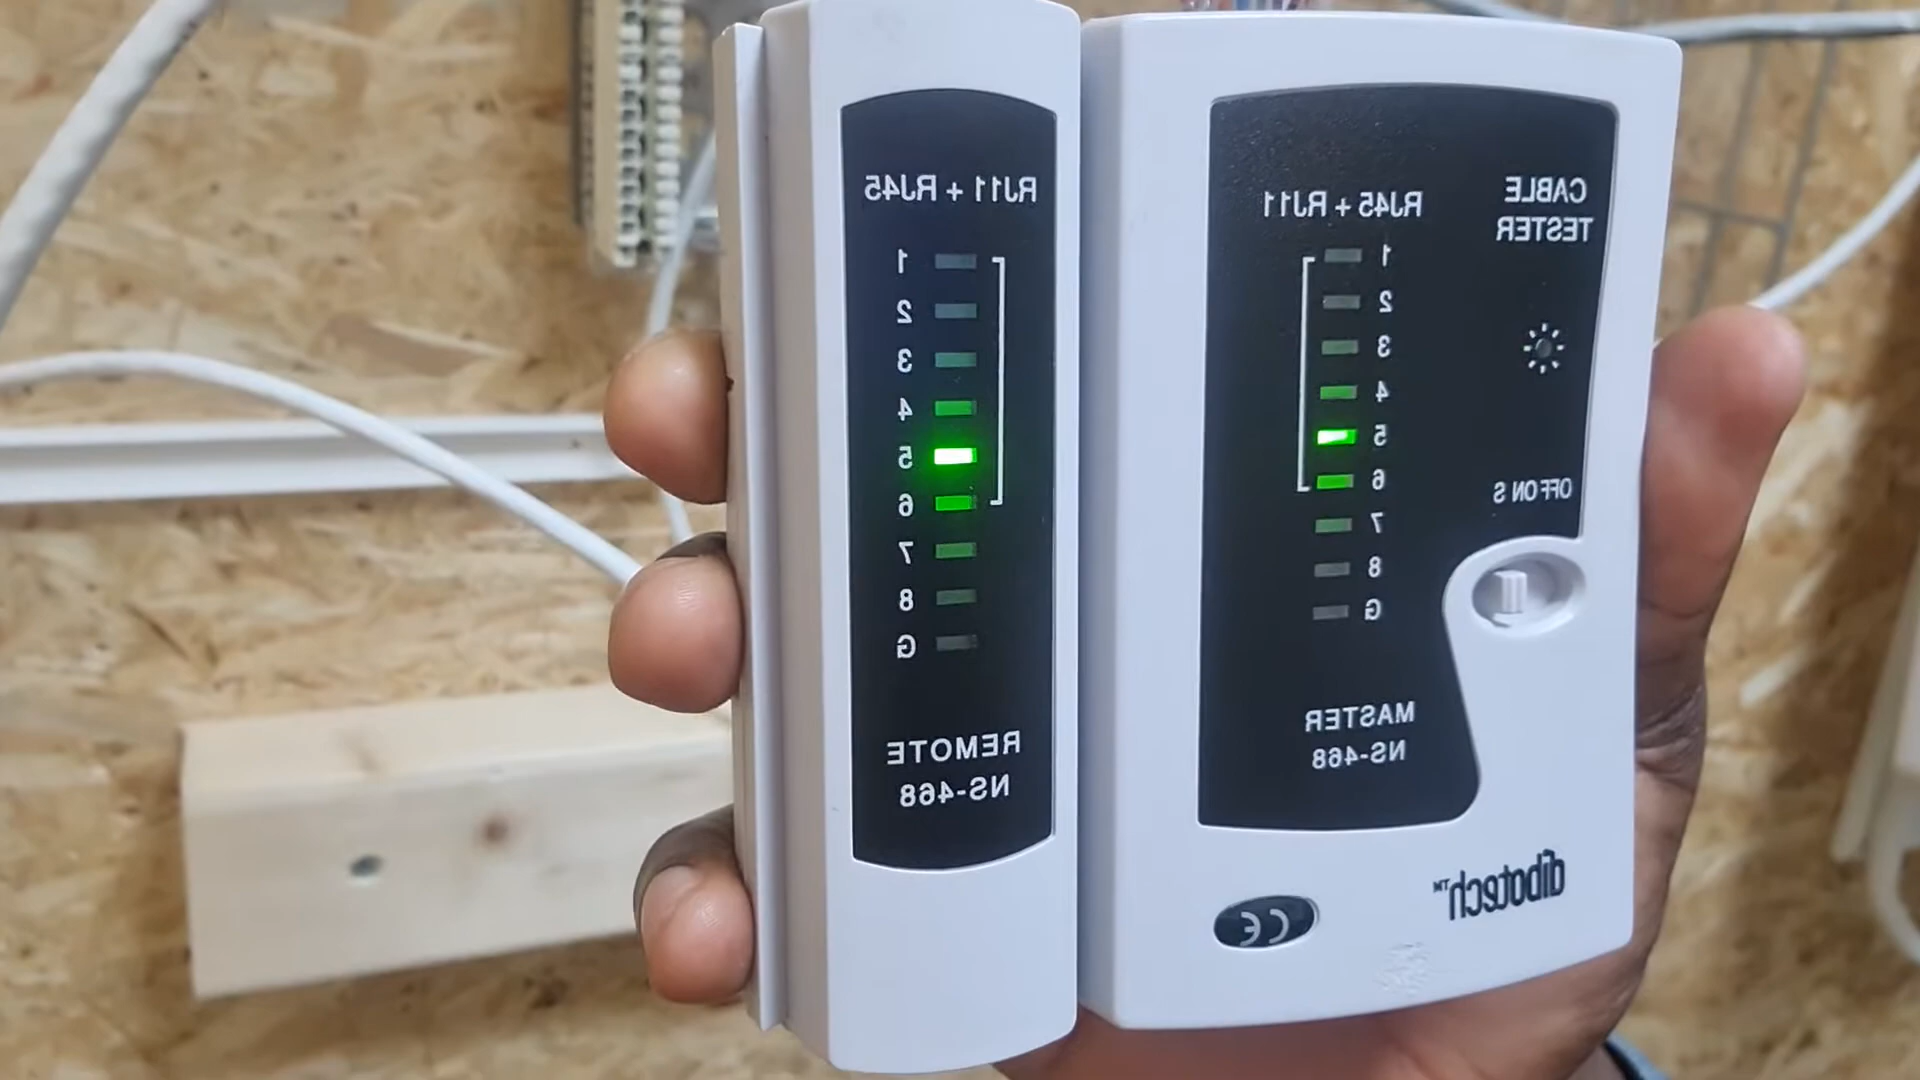 RJ11 + RJ45
1
2
3
4
5
6
7
8
G
REMOTE
NS-468
RJ45 + RJ11
1
2
3
4
5
6
7
8
G
MASTER
NS-468
CABLE
TESTER
OFF ON S
dibotech™
CE